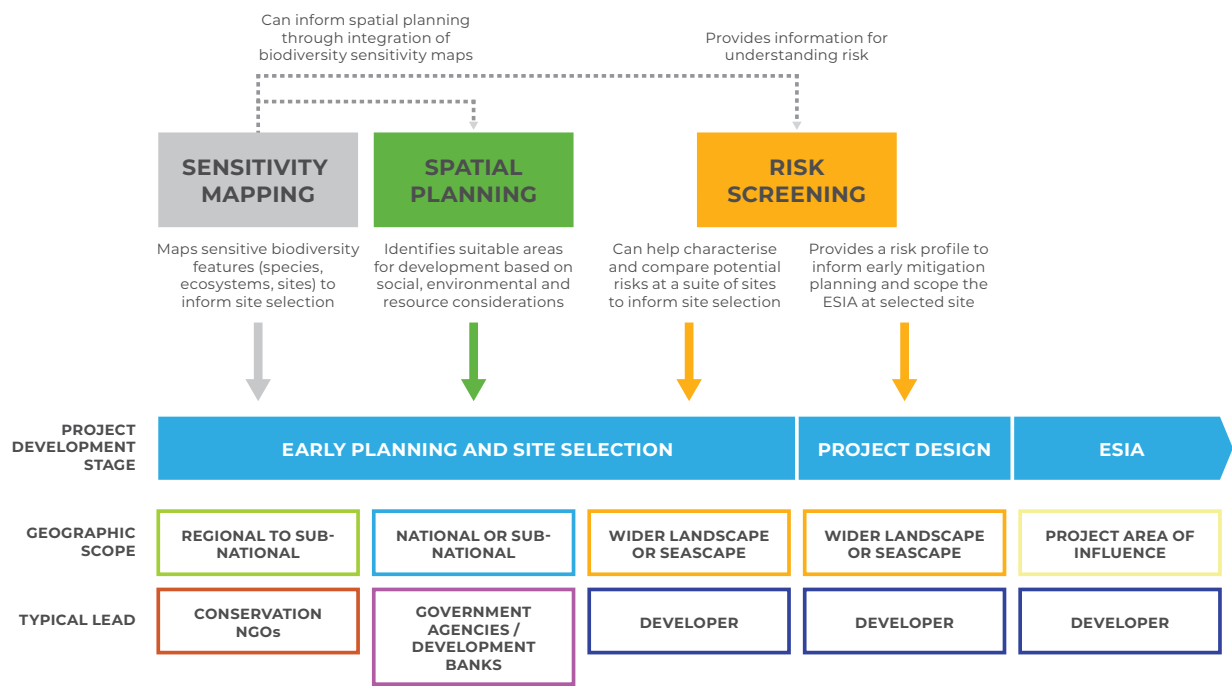 Can inform spatial planning
through integration of
biodiversity sensitivity maps
Provides information for
understanding risk
SENSITIVITY
MAPPING
SPATIAL
PLANNING
RISK
SCREENING
Maps sensitive biodiversity
features (species,
ecosystems, sites) to
inform site selection
Identifies suitable areas
for development based on
social, environmental and
resource considerations
Can help characterise
and compare potential
risks at a suite of sites
to inform site selection
Provides a risk profile to
inform early mitigation
planning and scope the
ESIA at selected site
PROJECT
DEVELOPMENT
STAGE
EARLY PLANNING AND SITE SELECTION
PROJECT DESIGN
ESIA
GEOGRAPHIC
SCOPE
REGIONAL TO SUB-
NATIONAL
NATIONAL OR SUB-
NATIONAL
WIDER LANDSCAPE
OR SEASCAPE
WIDER LANDSCAPE
OR SEASCAPE
PROJECT AREA OF
INFLUENCE
TYPICAL LEAD
CONSERVATION
NGOs
GOVERNMENT
AGENCIES /
DEVELOPMENT
BANKS
DEVELOPER
DEVELOPER
DEVELOPER